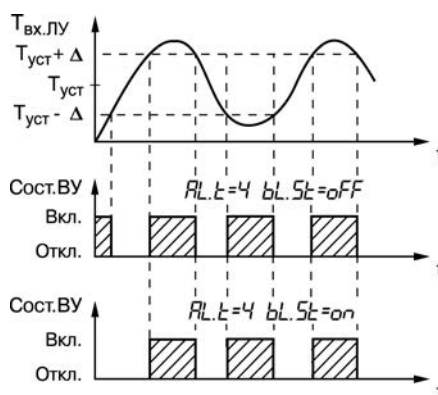 Tвх.ЛУ
Tуст+ Δ
Tуст
Tуст- Δ
t
Сост.ВУ
AL.t=4 bL.St=oFF
Вкл.
Откл.
t
Сост.ВУ
AL.t=4 bL.St=on
Вкл.
Откл.
t